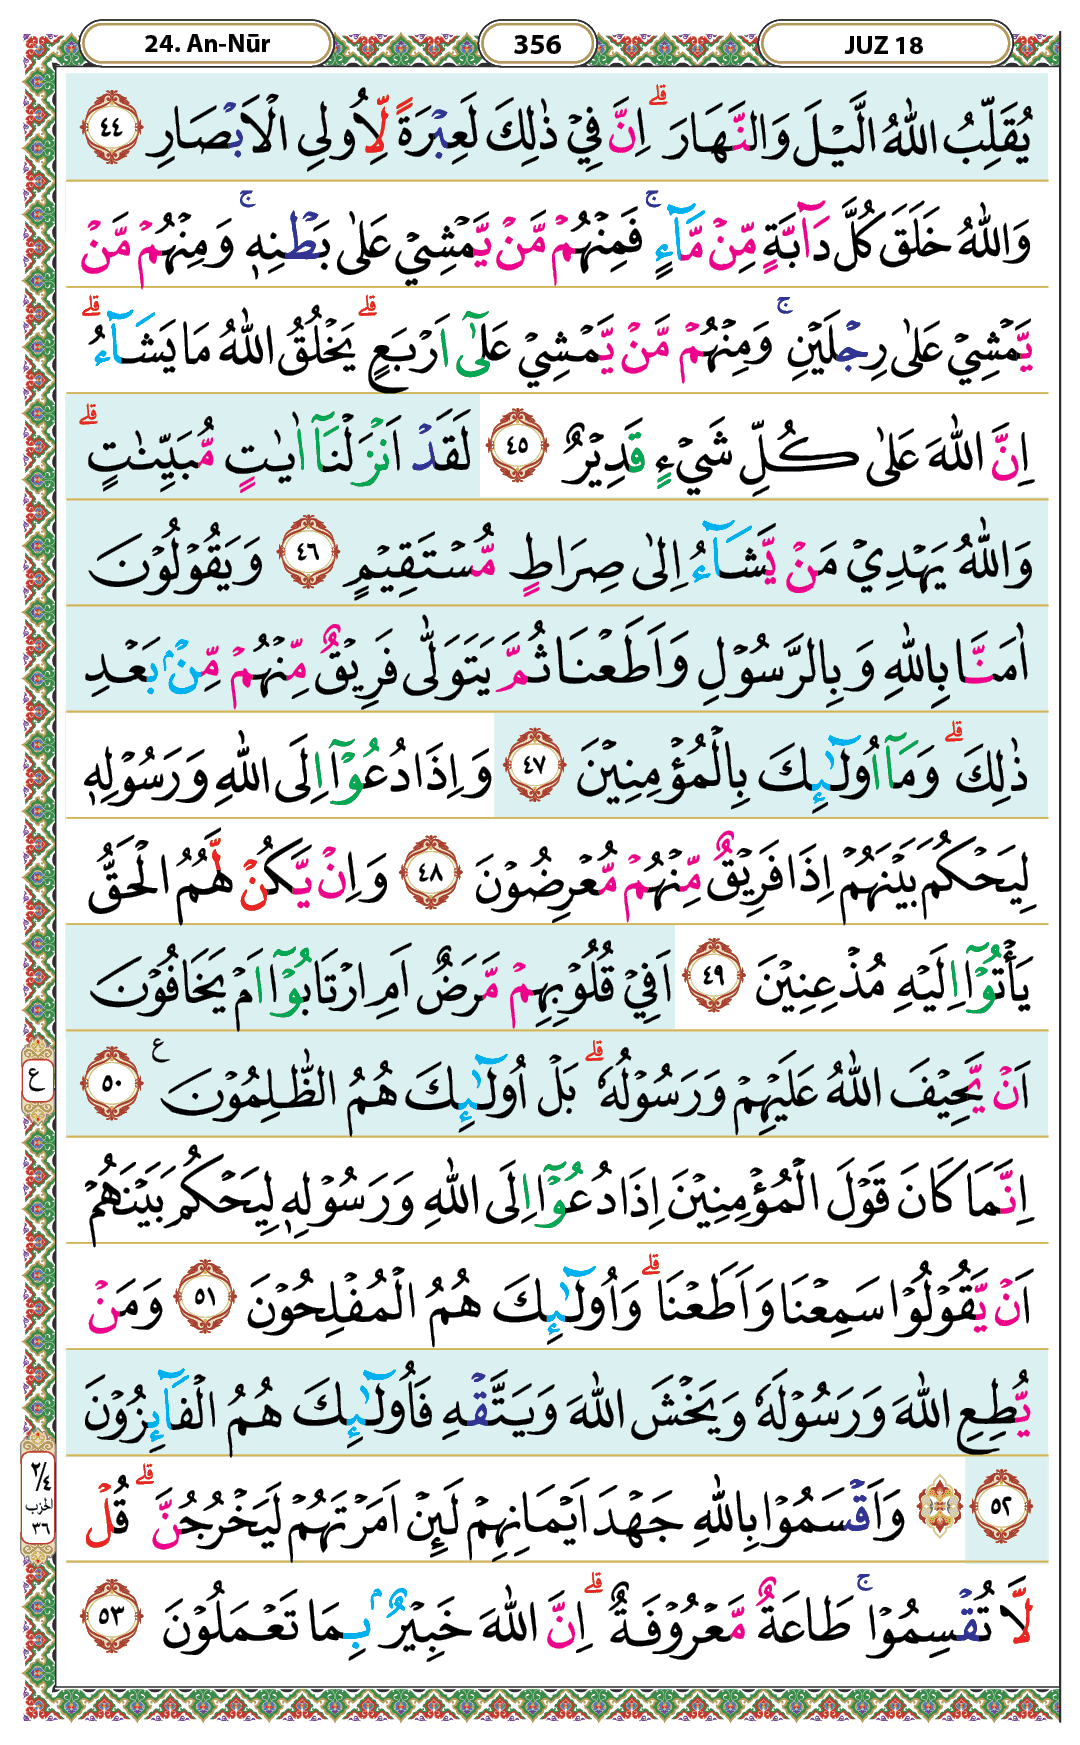 24. An-Nūr 356 JUZ 18
يُقَلِّبُ اللّٰهُ الَّيْلَ وَالنَّهَارَ ؕ اِنَّ فِيْ ذٰلِكَ لَعِبْرَةً لِّاُولِى الْاَبْصَارِ ٤٤
وَاللّٰهُ خَلَقَ كُلَّ دَآبَّةٍ مِّنْ مَّآءٍ ۚ فَمِنْهُمْ مَّنْ يَّمْشِيْ عَلٰى بَطْنِهٖ ۚ وَمِنْهُمْ مَّنْ
يَّمْشِيْ عَلٰى رِجْلَيْنِ ۚ وَمِنْهُمْ مَّنْ يَّمْشِيْ عَلٰٓى اَرْبَعٍ ؕ يَخْلُقُ اللّٰهُ مَا يَشَآءُ ؕ
اِنَّ اللّٰهَ عَلٰى كُلِّ شَيْءٍ قَدِيْرٌ ٤٥ لَقَدْ اَنْزَلْنَآ اٰيٰتٍ مُّبَيِّنٰتٍ ؕ
وَاللّٰهُ يَهْدِيْ مَنْ يَّشَآءُ اِلٰى صِرَاطٍ مُّسْتَقِيْمٍ ٤٦ وَيَقُوْلُوْنَ
اٰمَنَّا بِاللّٰهِ وَبِالرَّسُوْلِ وَاَطَعْنَا ثُمَّ يَتَوَلّٰى فَرِيْقٌ مِّنْهُمْ مِّنْۢ بَعْدِ
ذٰلِكَ ؕ وَمَآ اُولٰٓئِكَ بِالْمُؤْمِنِيْنَ ٤٧ وَاِذَا دُعُوْٓا اِلَى اللّٰهِ وَرَسُوْلِهٖ
لِيَحْكُمَ بَيْنَهُمْ اِذَا فَرِيْقٌ مِّنْهُمْ مُّعْرِضُوْنَ ٤٨ وَاِنْ يَّكُنْ لَّهُمُ الْحَقُّ
يَأْتُوْٓا اِلَيْهِ مُذْعِنِيْنَ ٤٩ اَفِيْ قُلُوْبِهِمْ مَّرَضٌ اَمِ ارْتَابُوْٓا اَمْ يَخَافُوْنَ
اَنْ يَّحِيْفَ اللّٰهُ عَلَيْهِمْ وَرَسُوْلُهٗ ؕ بَلْ اُولٰٓئِكَ هُمُ الظّٰلِمُوْنَ ع ٥٠
ع
اِنَّمَا كَانَ قَوْلَ الْمُؤْمِنِيْنَ اِذَا دُعُوْٓا اِلَى اللّٰهِ وَرَسُوْلِهٖ لِيَحْكُمَ بَيْنَهُمْ
اَنْ يَّقُوْلُوْا سَمِعْنَا وَاَطَعْنَا ؕ وَاُولٰٓئِكَ هُمُ الْمُفْلِحُوْنَ ٥١ وَمَنْ
يُّطِعِ اللّٰهَ وَرَسُوْلَهٗ وَيَخْشَ اللّٰهَ وَيَتَّقْهِ فَاُولٰٓئِكَ هُمُ الْفَآئِزُوْنَ
٥٢ وَاَقْسَمُوْا بِاللّٰهِ جَهْدَ اَيْمَانِهِمْ لَئِنْ اَمَرْتَهُمْ لَيَخْرُجُنَّ ؕ قُلْ
٢/٤
الحزب
٣٦
لَّا تُقْسِمُوْا ۚ طَاعَةٌ مَّعْرُوْفَةٌ ؕ اِنَّ اللّٰهَ خَبِيْرٌۢ بِمَا تَعْمَلُوْنَ ٥٣